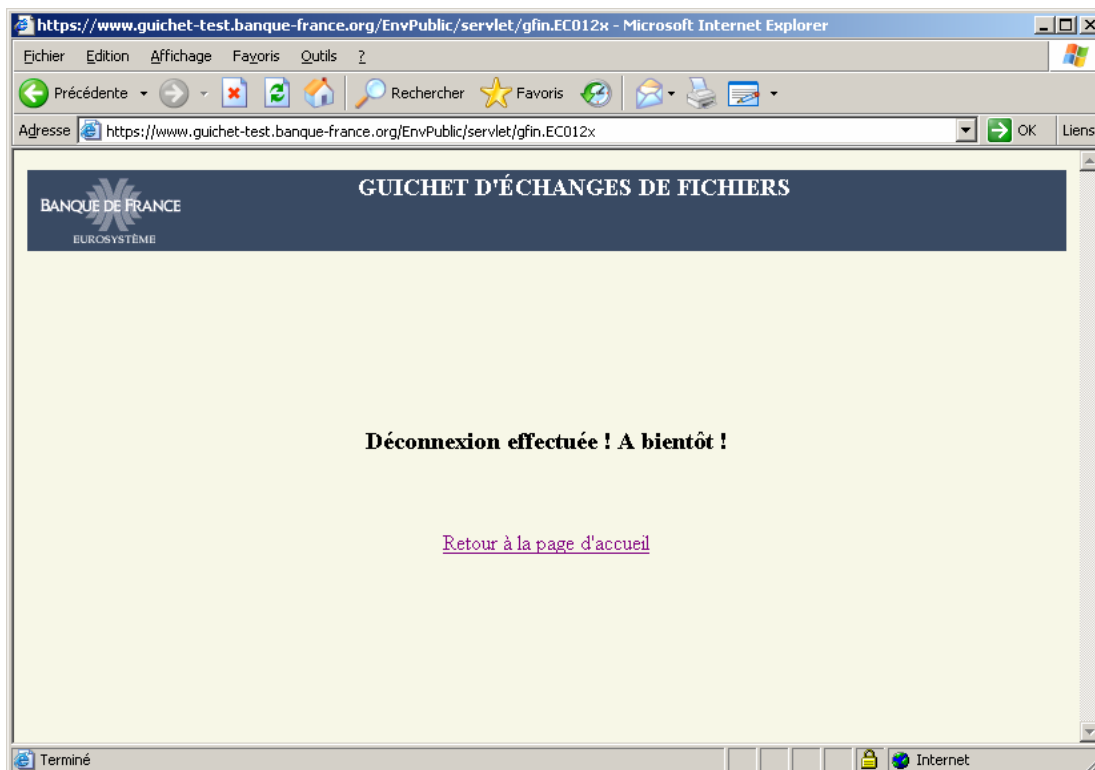 https://www.guichet-test.banque-france.org/EnvPublic/servlet/gfin.EC012x - Microsoft Internet Explorer
Fichier Edition Affichage Favoris Outils ?
Précédente Rechercher Favoris
Adresse https://www.guichet-test.banque-france.org/EnvPublic/servlet/gfin.EC012x OK Liens
GUICHET D'ÉCHANGES DE FICHIERS
BANQUE DE FRANCE
EUROSYSTÈME
Déconnexion effectuée ! A bientôt !
Retour à la page d'accueil
Terminé Internet